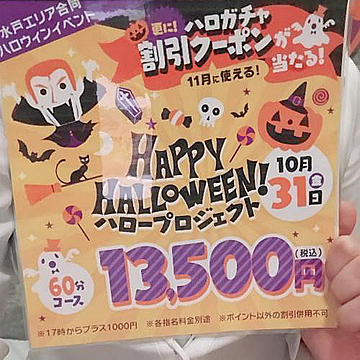 水戸エリア合同
ハロウィンイベント
更に!
ハロガチャ
割引クーポンが
当たる!
11月に使える!
HAPPY
HALLOWEEN!
ハロープロジェクト
10月
31日
金
60分
コース
13,500円
(税込)
※17時からプラス1000円 ※各指名料金別途 ※ポイント以外の割引併用不可